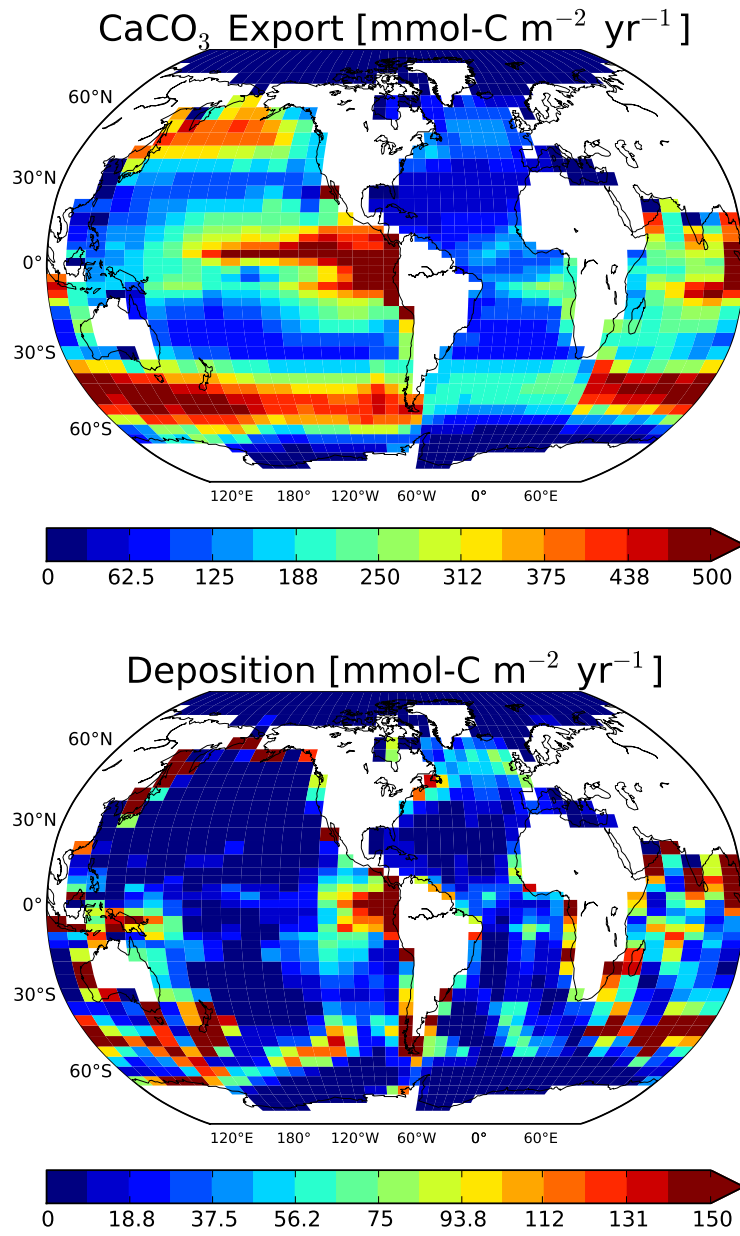 CaCO₃ Export [mmol-C m⁻² yr⁻¹]
60°N
30°N
0°
30°S
60°S
120°E 180° 120°W 60°W 0° 60°E
0 62.5 125 188 250 312 375 438 500
Deposition [mmol-C m⁻² yr⁻¹]
60°N
30°N
0°
30°S
60°S
120°E 180° 120°W 60°W 0° 60°E
0 18.8 37.5 56.2 75 93.8 112 131 150